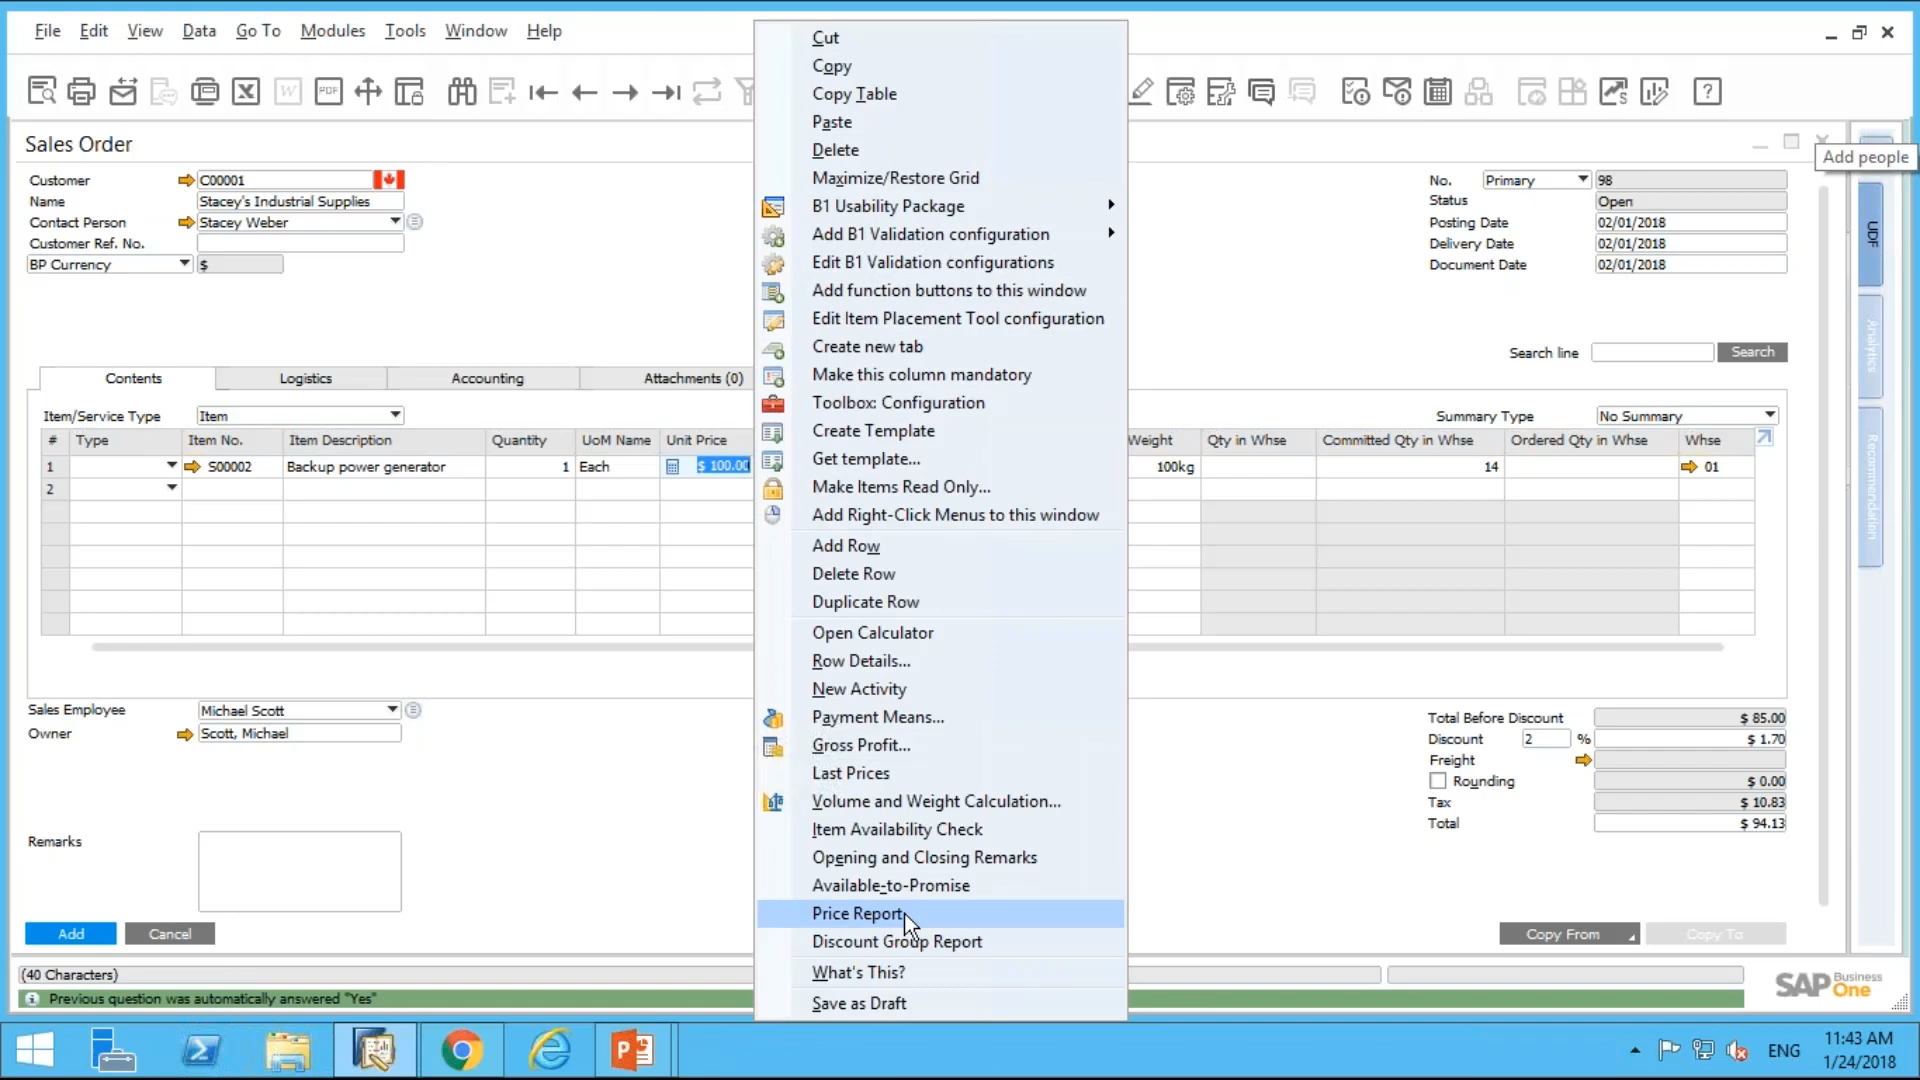 File Edit View Data Go To Modules Tools Window Help
Sales Order
Add people
Customer C00001
Name Stacey's Industrial Supplies
Contact Person Stacey Weber
Customer Ref. No.
BP Currency $
No. Primary 98
Status Open
Posting Date 02/01/2018
Delivery Date 02/01/2018
Document Date 02/01/2018
UDF
Analytics
Recommendation
Search line Search
Contents Logistics Accounting Attachments (0)
Item/Service Type Item
Summary Type No Summary
# Type Item No. Item Description Quantity UoM Name Unit Price Weight Qty in Whse Committed Qty in Whse Ordered Qty in Whse Whse
1 S00002 Backup power generator 1 Each $ 100.00 100kg 14 01
2
Cut
Copy
Copy Table
Paste
Delete
Maximize/Restore Grid
B1 Usability Package
Add B1 Validation configuration
Edit B1 Validation configurations
Add function buttons to this window
Edit Item Placement Tool configuration
Create new tab
Make this column mandatory
Toolbox: Configuration
Create Template
Get template...
Make Items Read Only...
Add Right-Click Menus to this window
Add Row
Delete Row
Duplicate Row
Open Calculator
Row Details...
New Activity
Payment Means...
Gross Profit...
Last Prices
Volume and Weight Calculation...
Item Availability Check
Opening and Closing Remarks
Available-to-Promise
Price Report
Discount Group Report
What's This?
Save as Draft
Sales Employee Michael Scott
Owner Scott, Michael
Remarks
Total Before Discount $ 85.00
Discount 2 % $ 1.70
Freight
Rounding $ 0.00
Tax $ 10.83
Total $ 94.13
Add Cancel
Copy From Copy To
(40 Characters)
Previous question was automatically answered "Yes"
SAP Business One
ENG
11:43 AM
1/24/2018